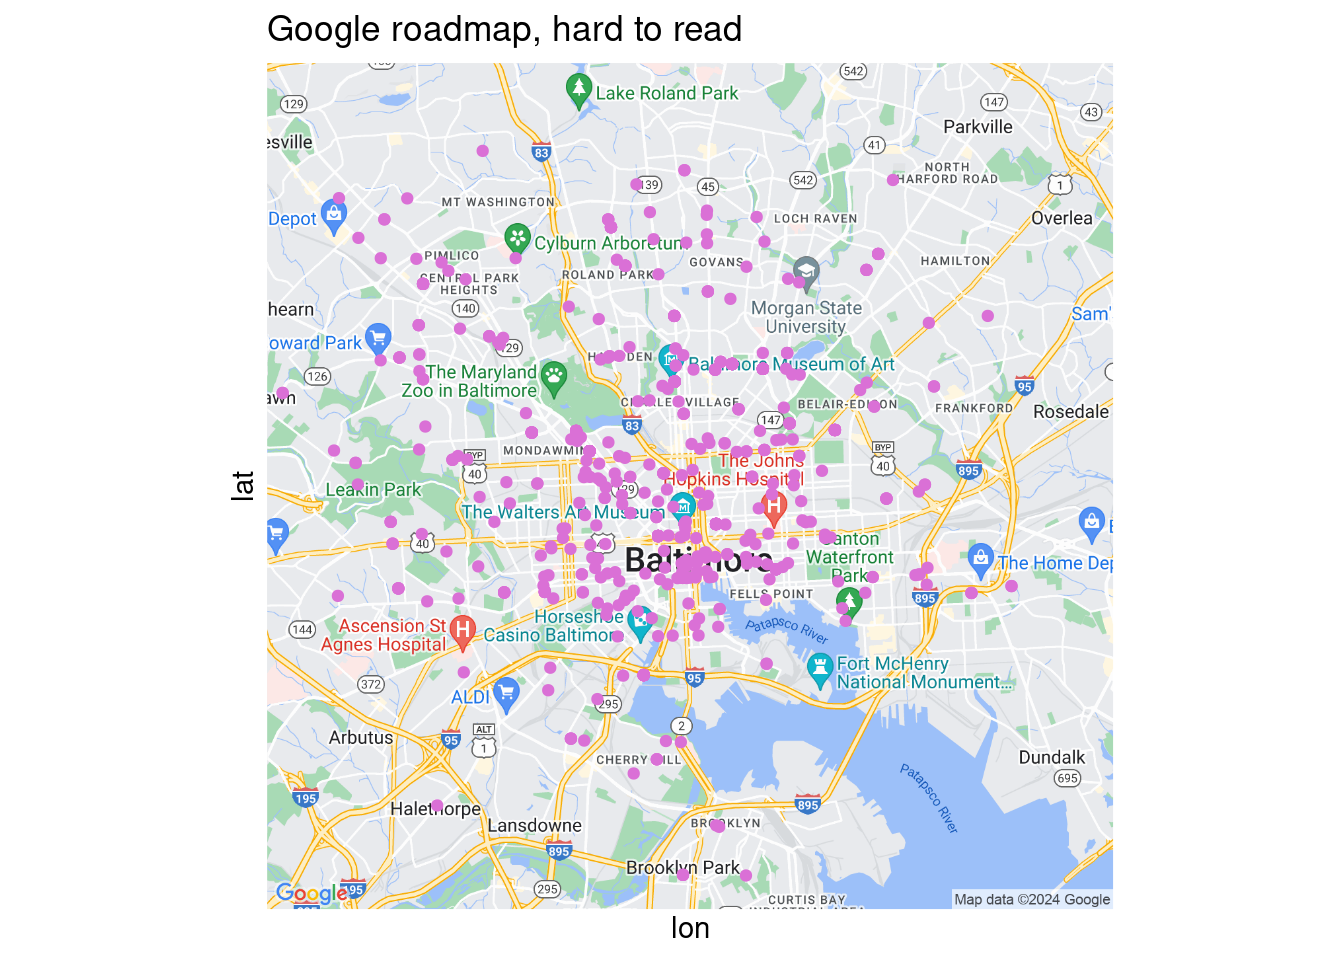 Google roadmap, hard to read
542
Lake Roland Park
129
147
43
Parkville
esville
41
83
NORTH
HARFORD ROAD
139
45
542
1
MT WASHINGTON
Depot
LOCH RAVEN
Overlea
Cylburn Arboretum
PIMLICO
GOVANS
HAMILTON
ROLAND PARK
CENTRAL PARK
HEIGHTS
hearn
140
Morgan State
University
Sam'
oward Park
129
HAMPDEN
Baltimore Museum of Art
126
The Maryland
Zoo in Baltimore
95
awn
CHARLES VILLAGE
BELAIR-EDISON
FRANKFORD
Rosedale
147
83
MONDAWMIN
BYP
40
BYP
40
The Johns
Hopkins Hospital
895
Leakin Park
129
The Walters Art Museum
40
Canton
Waterfront
Park
Baltimore
The Home Dep
FELLS POINT
895
lat
Horseshoe
Casino Baltimore
Patapsco River
144
Ascension St
Agnes Hospital
Fort McHenry
National Monument...
95
372
ALDI
295
2
ALT
1
Arbutus
95
CHERRY HILL
Dundalk
695
Patapsco River
195
Halethorpe
895
Lansdowne
BROOKLYN
895
Brooklyn Park
295
Google
95
CURTIS BAY
INDUSTRIAL AREA
Map data ©2024 Google
lon